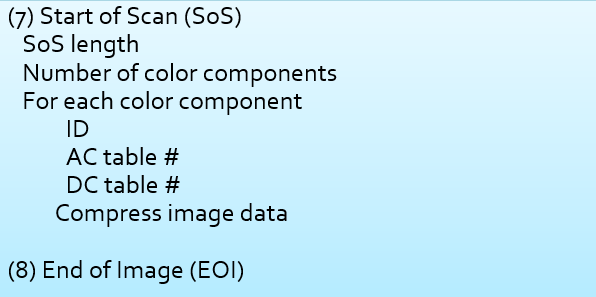 (7) Start of Scan (SoS)
SoS length
Number of color components
For each color component
ID
AC table #
DC table #
Compress image data
(8) End of Image (EOI)